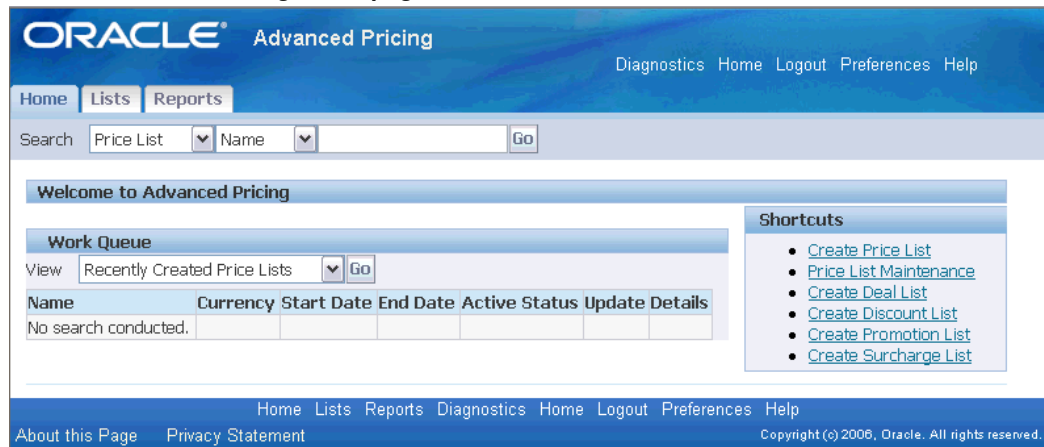 ORACLE® Advanced Pricing
Diagnostics Home Logout Preferences Help
Home Lists Reports
Search Price List Name Go
Welcome to Advanced Pricing
Shortcuts
Create Price List
Price List Maintenance
Create Deal List
Create Discount List
Create Promotion List
Create Surcharge List
Work Queue
View Recently Created Price Lists Go
Name Currency Start Date End Date Active Status Update Details
No search conducted.
Home Lists Reports Diagnostics Home Logout Preferences Help
About this Page Privacy Statement Copyright (c) 2006, Oracle. All rights reserved.